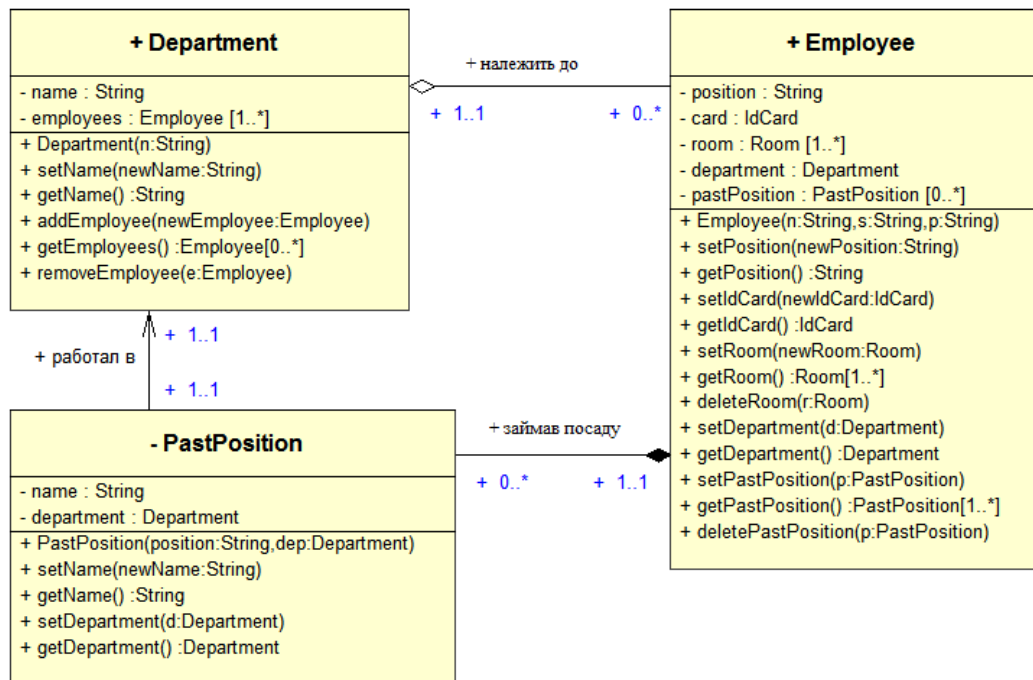 + Department
- name : String
- employees : Employee [1..*]
+ Department(n:String)
+ setName(newName:String)
+ getName() :String
+ addEmployee(newEmployee:Employee)
+ getEmployees() :Employee[0..*]
+ removeEmployee(e:Employee)
+ належить до
+ 1..1
+ 0..*
+ Employee
- position : String
- card : IdCard
- room : Room [1..*]
- department : Department
- pastPosition : PastPosition [0..*]
+ Employee(n:String,s:String,p:String)
+ setPosition(newPosition:String)
+ getPosition() :String
+ setIdCard(newIdCard:IdCard)
+ getIdCard() :IdCard
+ setRoom(newRoom:Room)
+ getRoom() :Room[1..*]
+ deleteRoom(r:Room)
+ setDepartment(d:Department)
+ getDepartment() :Department
+ setPastPosition(p:PastPosition)
+ getPastPosition() :PastPosition[1..*]
+ deletePastPosition(p:PastPosition)
+ 1..1
+ работал в
+ 1..1
- PastPosition
- name : String
- department : Department
+ PastPosition(position:String,dep:Department)
+ setName(newName:String)
+ getName() :String
+ setDepartment(d:Department)
+ getDepartment() :Department
+ займав посаду
+ 0..*
+ 1..1